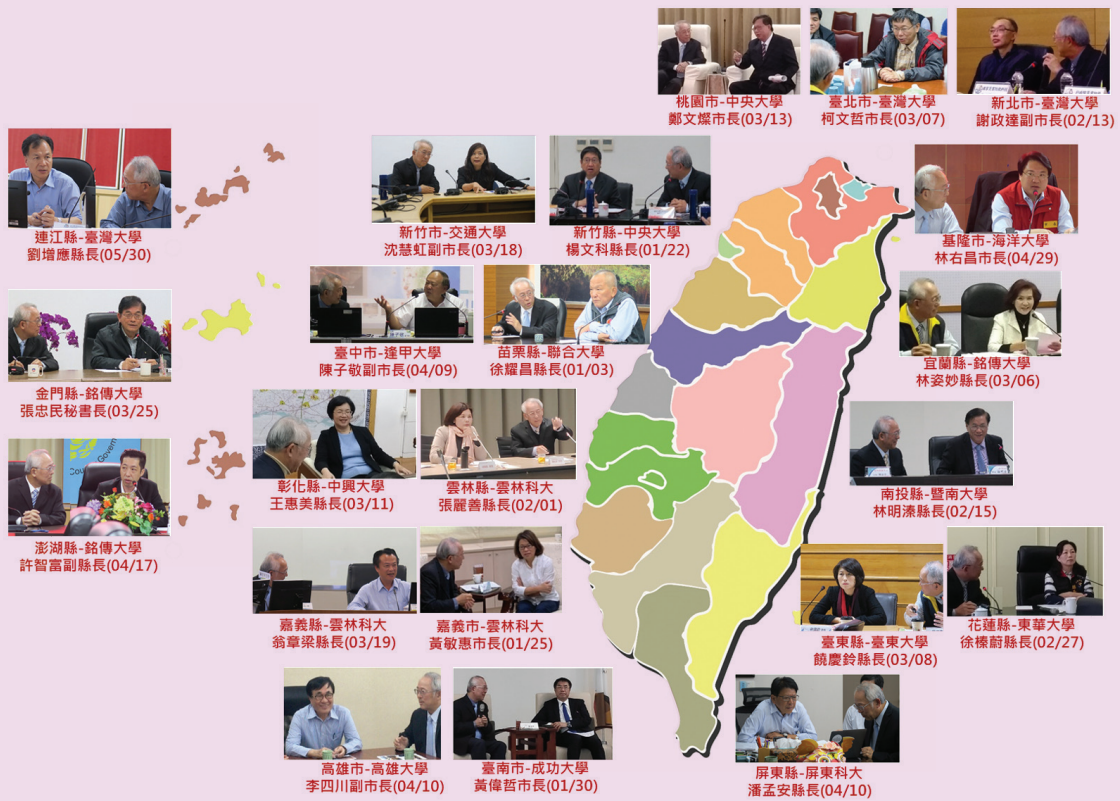 桃園市-中央大學
鄭文燦市長(03/13)
臺北市-臺灣大學
柯文哲市長(03/07)
新北市-臺灣大學
謝政達副市長(02/13)
連江縣-臺灣大學
劉增應縣長(05/30)
新竹市-交通大學
沈慧虹副市長(03/18)
新竹縣-中央大學
楊文科縣長(01/22)
基隆市-海洋大學
林右昌市長(04/29)
金門縣-銘傳大學
張忠民秘書長(03/25)
臺中市-逢甲大學
陳子敬副市長(04/09)
苗栗縣-聯合大學
徐耀昌縣長(01/03)
宜蘭縣-銘傳大學
林姿妙縣長(03/06)
Cou
Govern
澎湖縣-銘傳大學
許智富副縣長(04/17)
彰化縣-中興大學
王惠美縣長(03/11)
雲林縣-雲林科大
張麗善縣長(02/01)
南投縣-暨南大學
林明溱縣長(02/15)
嘉義縣-雲林科大
翁章梁縣長(03/19)
嘉義市-雲林科大
黃敏惠市長(01/25)
臺東縣-臺東大學
饒慶鈴縣長(03/08)
花蓮縣-東華大學
徐榛蔚縣長(02/27)
高雄市-高雄大學
李四川副市長(04/10)
臺南市-成功大學
黃偉哲市長(01/30)
屏東縣-屏東科大
潘孟安縣長(04/10)